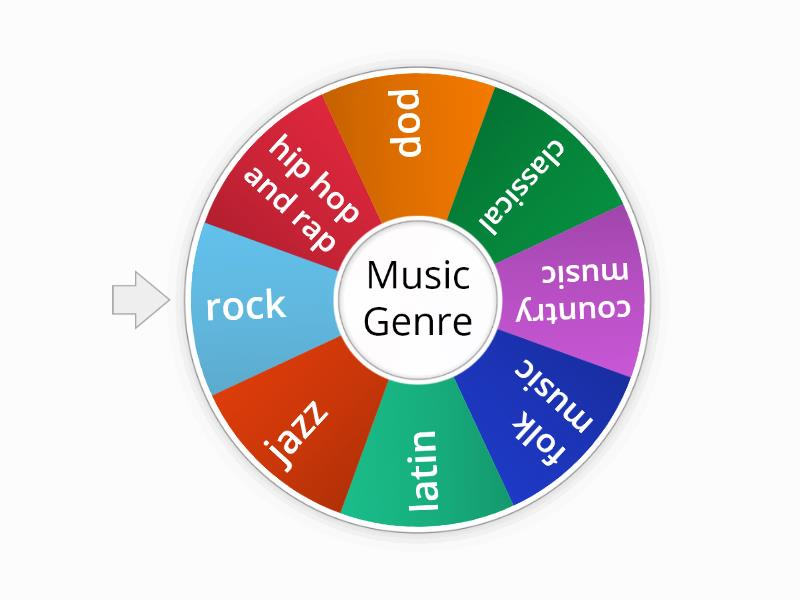 Music
Genre
pop
classical
country
music
folk
music
latin
jazz
rock
hip hop
and rap